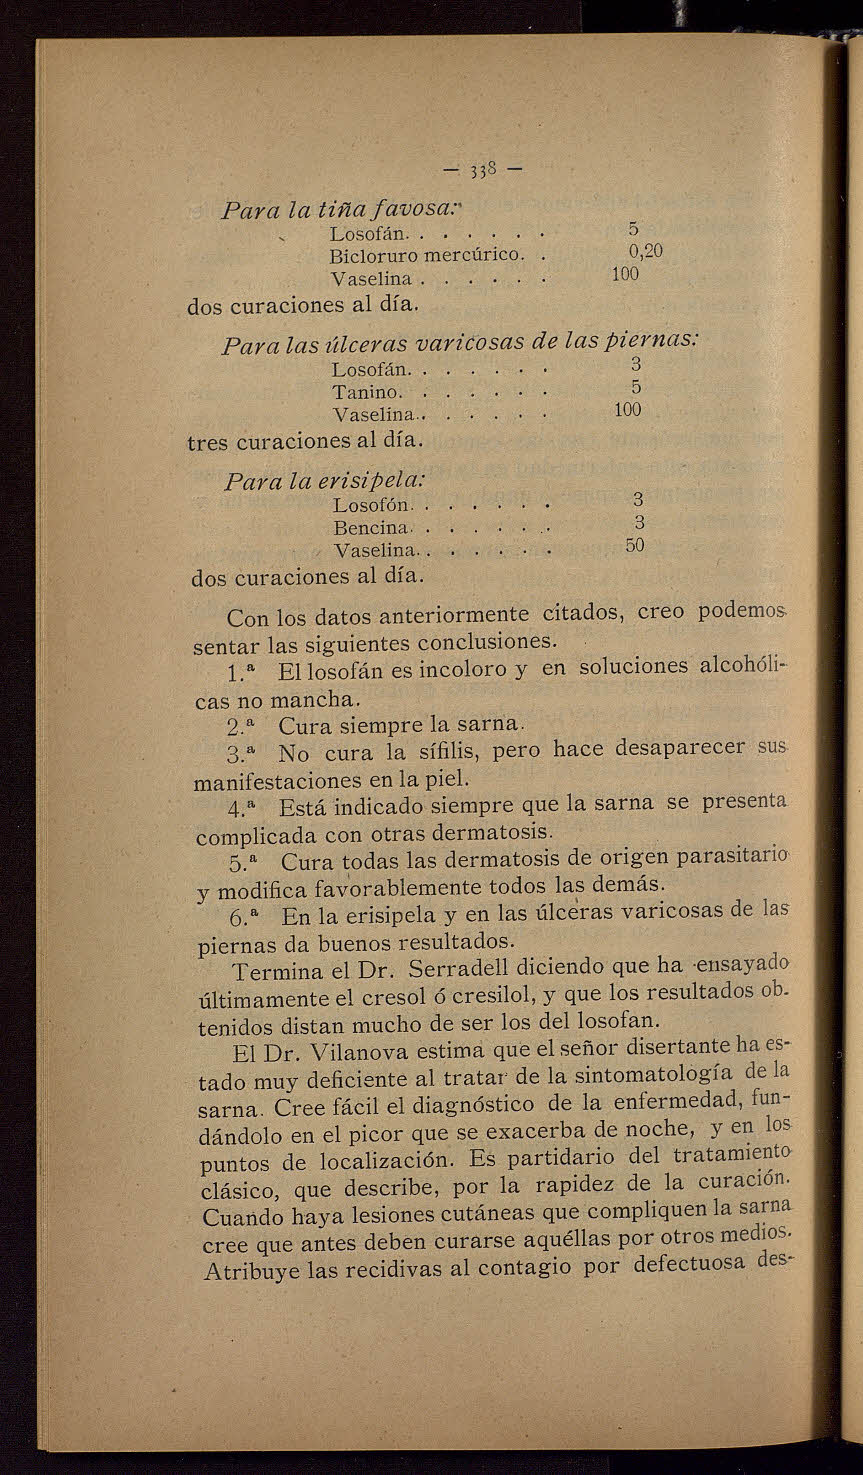 — 338 —
Para la tiña favosa:
Losofán. . . . . . . 5
Bicloruro mercúrico. . 0,20
Vaselina . . . . . . 100
dos curaciones al día.
Para las úlceras varicosas de las piernas:
Losofán. . . . . . . 3
Tanino. . . . . . . 5
Vaselina. . . . . . . 100
tres curaciones al día.
Para la erisipela:
Losofón. . . . . . . 3
Bencina. . . . . . . 3
Vaselina. . . . . . . 50
dos curaciones al día.
Con los datos anteriormente citados, creo podemos
sentar las siguientes conclusiones.
1.ª El losofán es incoloro y en soluciones alcohóli-
cas no mancha.
2.ª Cura siempre la sarna.
3.ª No cura la sífilis, pero hace desaparecer sus
manifestaciones en la piel.
4.ª Está indicado siempre que la sarna se presenta
complicada con otras dermatosis.
5.ª Cura todas las dermatosis de origen parasitario
y modifica favorablemente todos las demás.
6.ª En la erisipela y en las úlceras varicosas de las
piernas da buenos resultados.
Termina el Dr. Serradell diciendo que ha ensayado
últimamente el cresol ó cresilol, y que los resultados ob-
tenidos distan mucho de ser los del losofan.
El Dr. Vilanova estima que el señor disertante ha es-
tado muy deficiente al tratar de la sintomatología de la
sarna. Cree fácil el diagnóstico de la enfermedad, fun-
dándolo en el picor que se exacerba de noche, y en los
puntos de localización. Es partidario del tratamiento
clásico, que describe, por la rapidez de la curación.
Cuando haya lesiones cutáneas que compliquen la sarna
cree que antes deben curarse aquéllas por otros medios.
Atribuye las recidivas al contagio por defectuosa des-